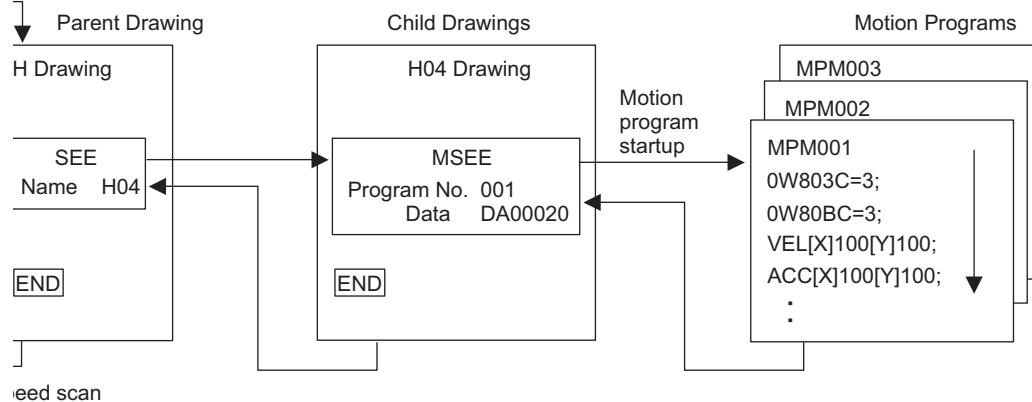 Parent Drawing
Child Drawings
Motion Programs
H Drawing
SEE
Name H04
END
H04 Drawing
MSEE
Program No. 001
Data DA00020
END
Motion
program
startup
MPM003
MPM002
MPM001
0W803C=3;
0W80BC=3;
VEL[X]100[Y]100;
ACC[X]100[Y]100;
:
scan